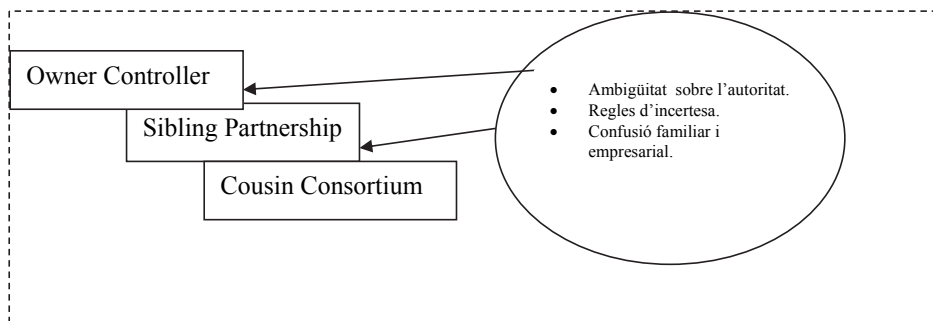 Owner Controller
Sibling Partnership
Cousin Consortium
• Ambigüitat sobre l’autoritat.
• Regles d’incertesa.
• Confusió familiar i
empresarial.